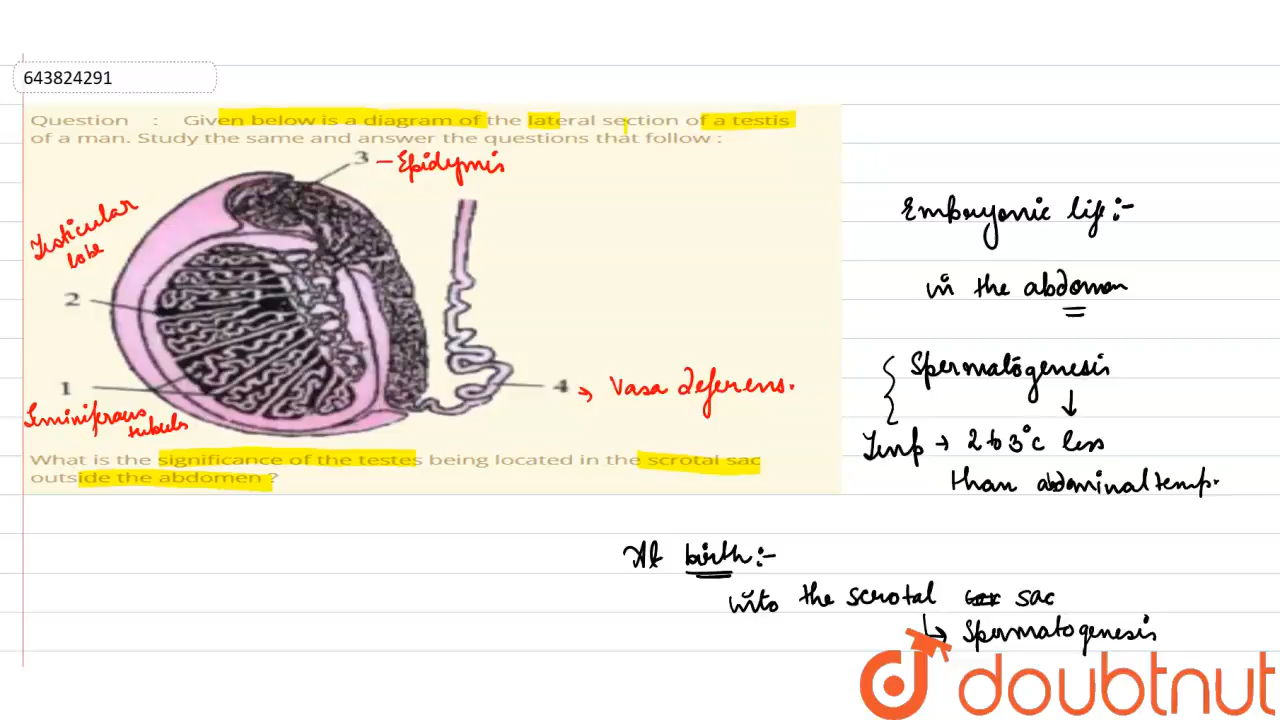 643824291
Question : Given below is a diagram of the lateral section of a testis
of a man. Study the same and answer the questions that follow :
3 - Epidymis
Testicular
lobe
2
1
Seminiferous
tubuls
4 → Vasa deferens.
What is the significance of the testes being located in the scrotal sac
outside the abdomen ?
Embryonic life:-
in the abdomen
Spermatogenesis
↓
Temp → 2 to 3°c less
than abdominal temp.
At birth:-
into the scrotal sac
↳ Spermatogenesis
doubtnut